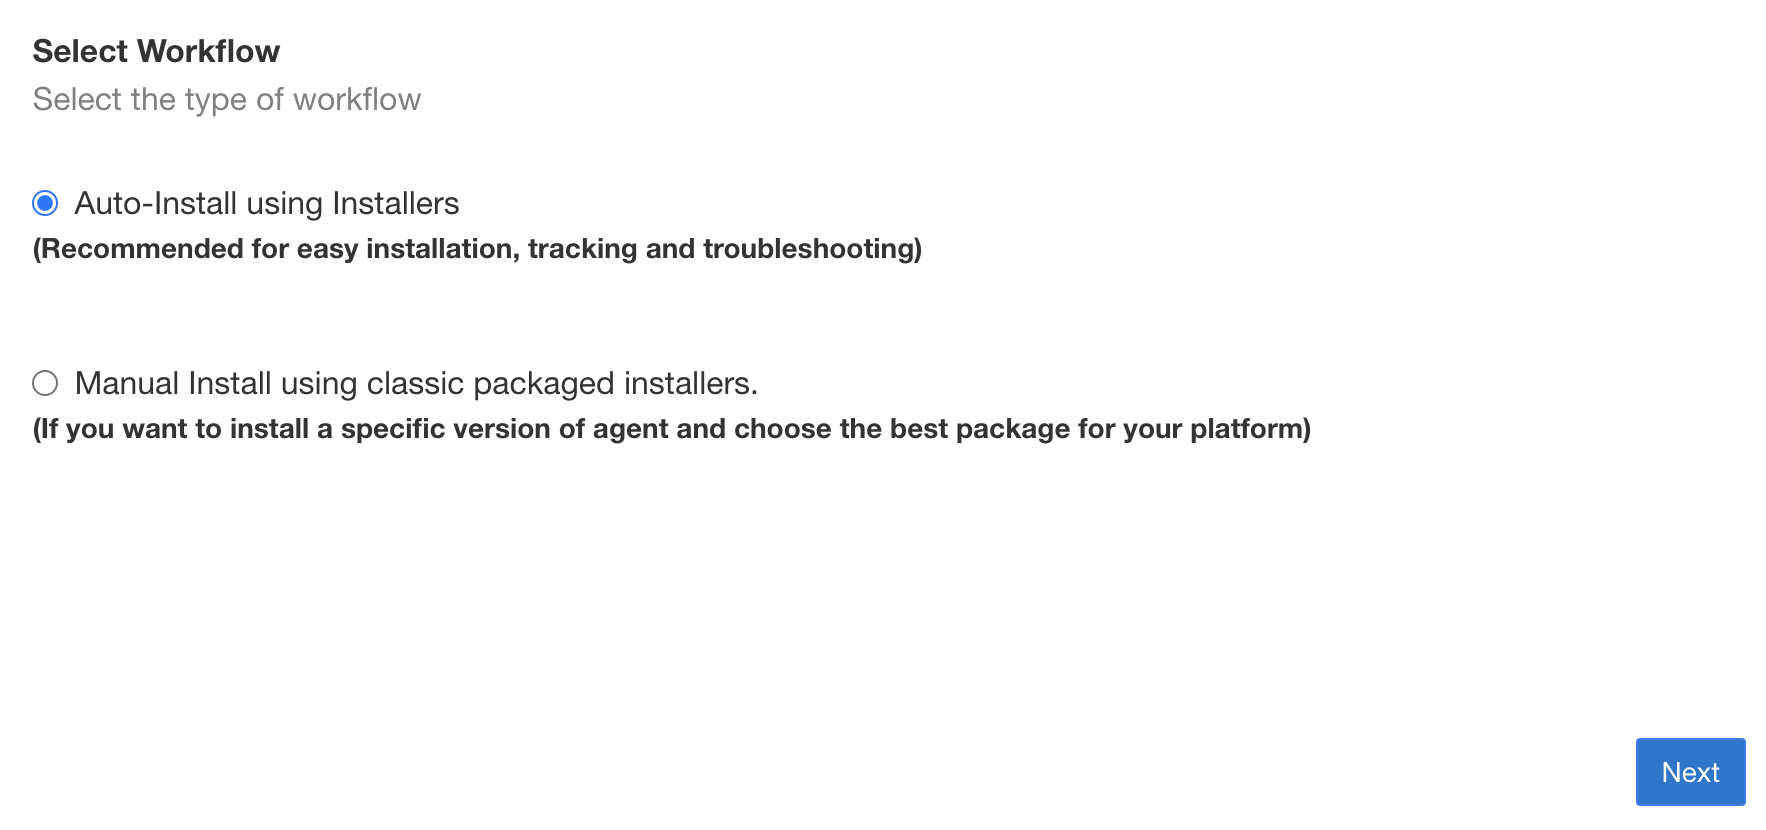 Select Workflow
Select the type of workflow
Auto-Install using Installers
(Recommended for easy installation, tracking and troubleshooting)
Manual Install using classic packaged installers.
(If you want to install a specific version of agent and choose the best package for your platform)
Next